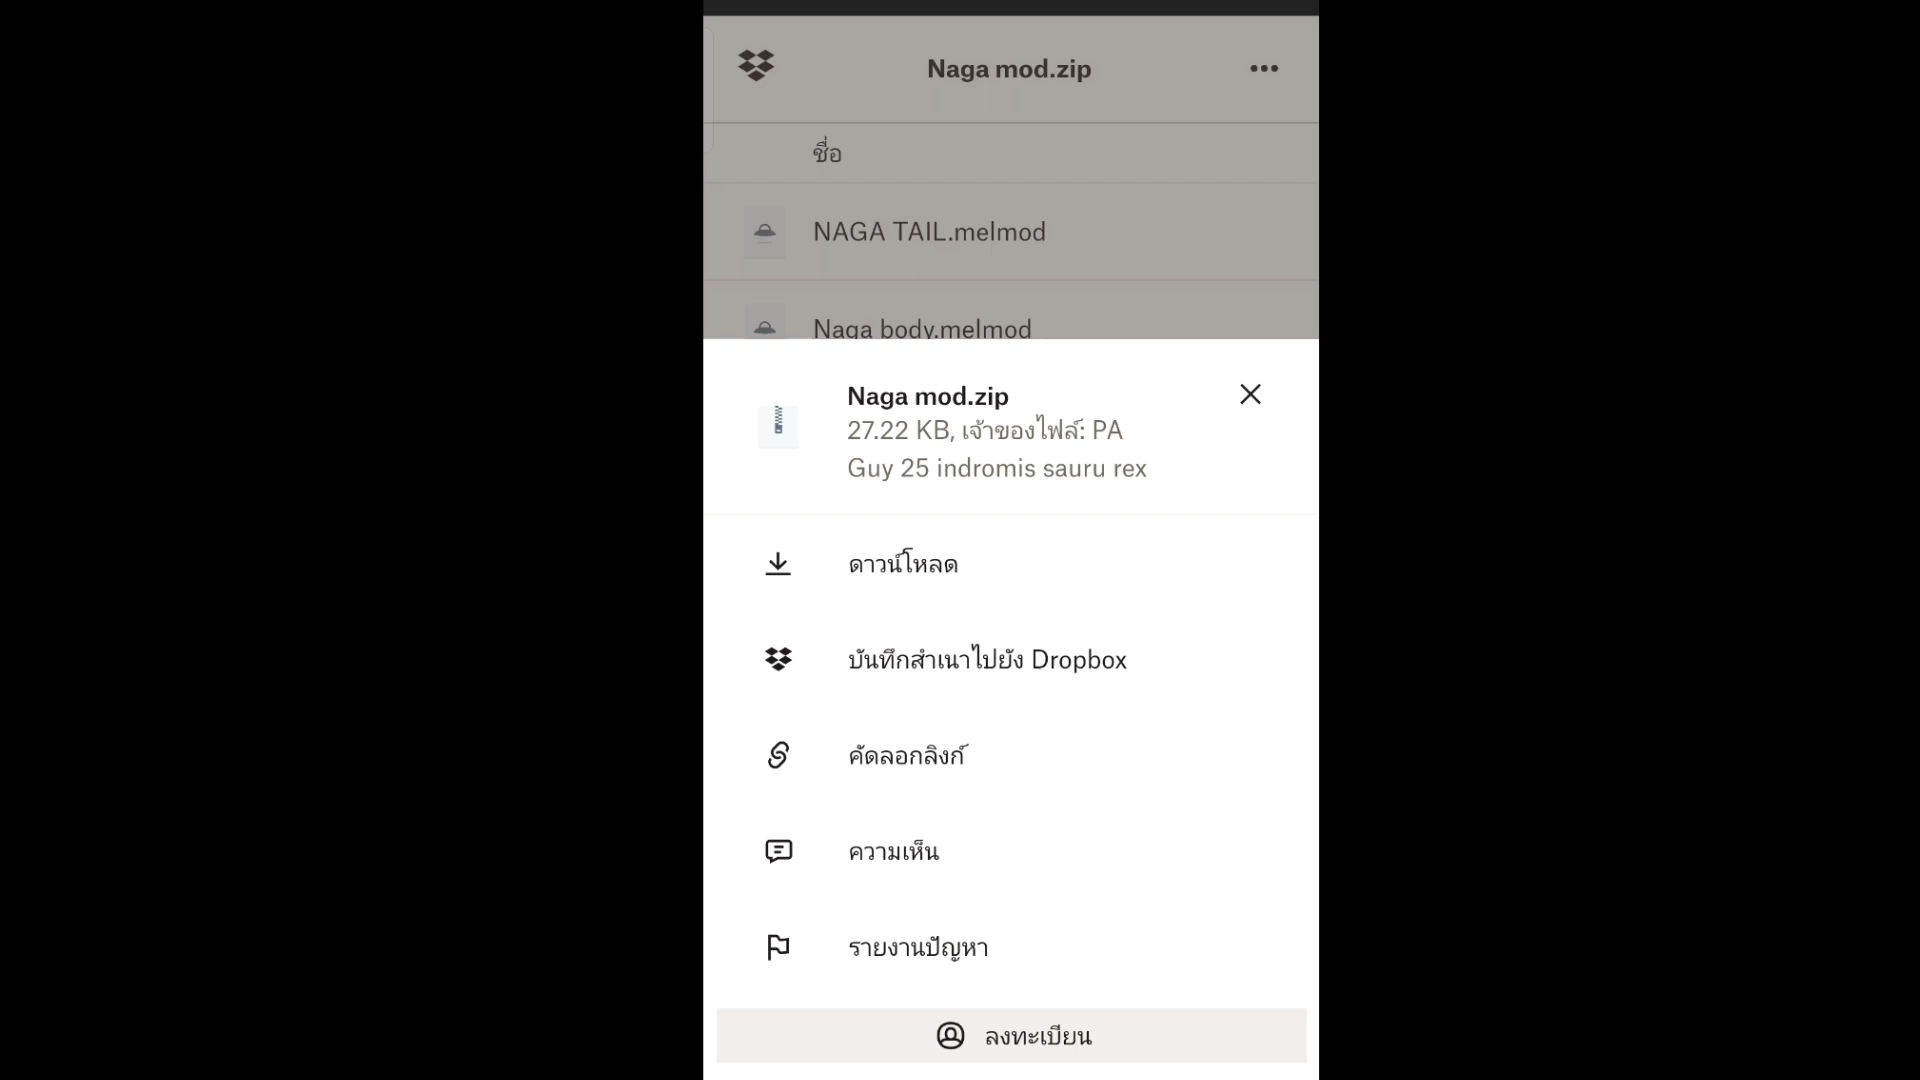 Naga mod.zip
ชื่อ
NAGA TAIL.melmod
Naga body.melmod
Naga mod.zip
27.22 KB, เจ้าของไฟล์: PA
Guy 25 indromis sauru rex
ดาวน์โหลด
บันทึกสำเนาไปยัง Dropbox
คัดลอกลิงก์
ความเห็น
รายงานปัญหา
ลงทะเบียน